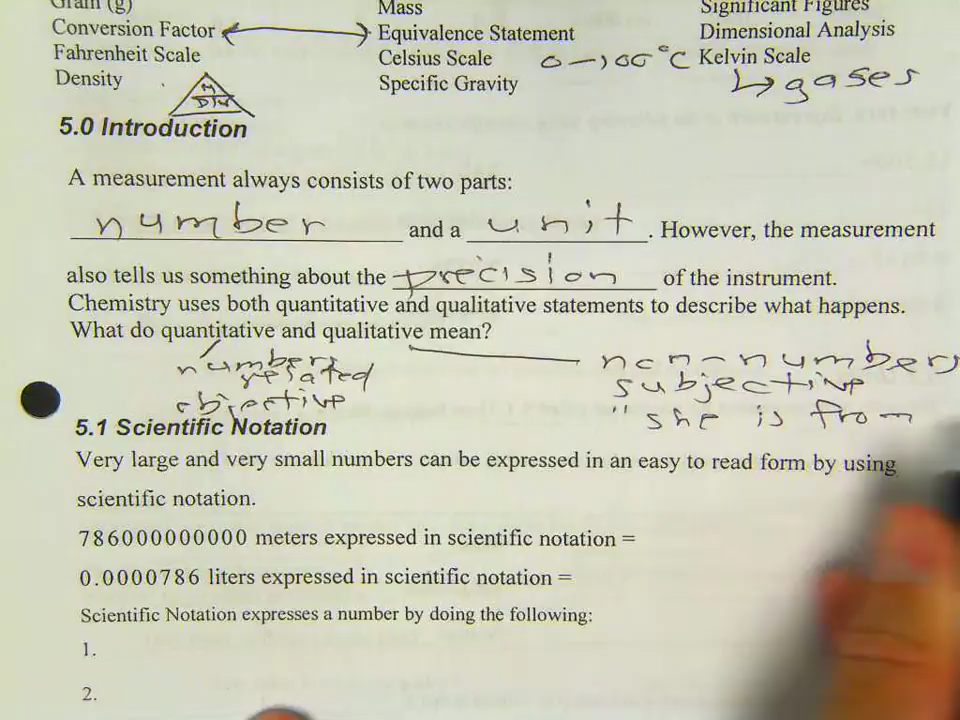 Gram (g) Mass Significant Figures
Conversion Factor Equivalence Statement Dimensional Analysis
Fahrenheit Scale Celsius Scale 0-100°C Kelvin Scale
Density Specific Gravity gases
M
D V
5.0 Introduction
A measurement always consists of two parts:
number and a unit. However, the measurement
also tells us something about the precision of the instrument.
Chemistry uses both quantitative and qualitative statements to describe what happens.
What do quantitative and qualitative mean?
numbers non-numbers
related subjective
objective "she is from
5.1 Scientific Notation
Very large and very small numbers can be expressed in an easy to read form by using
scientific notation.
786000000000 meters expressed in scientific notation =
0.0000786 liters expressed in scientific notation =
Scientific Notation expresses a number by doing the following:
1.
2.